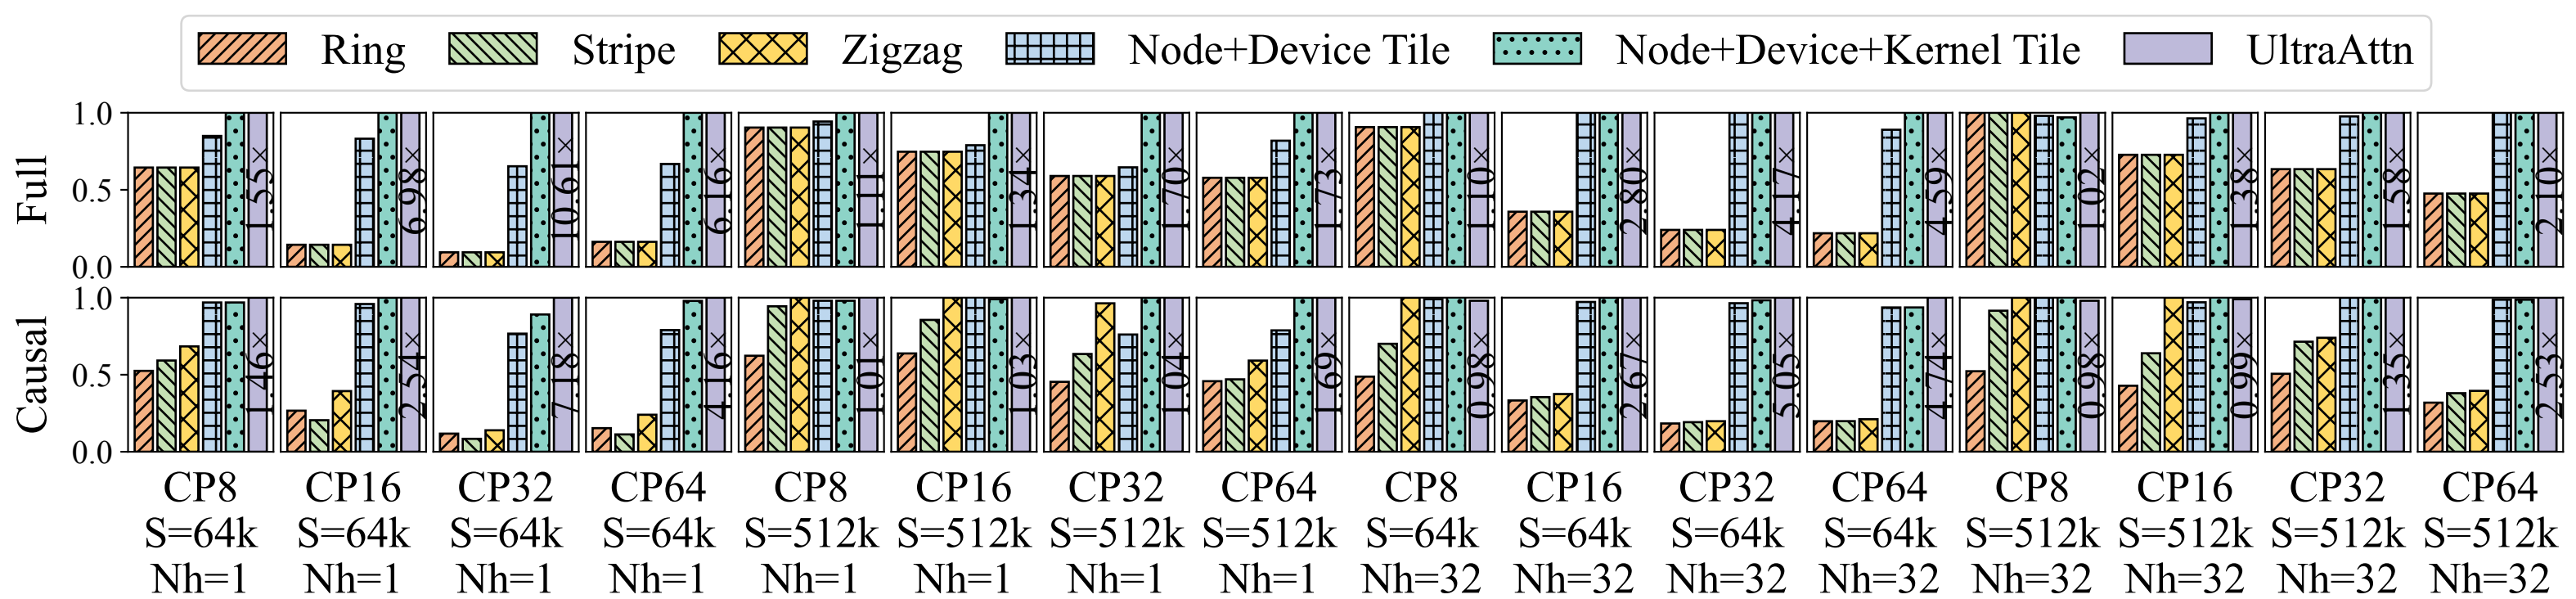 Ring Stripe Zigzag Node+Device Tile Node+Device+Kernel Tile UltraAttn
Full
1.0
0.5
0.0
1.55× 6.98× 10.61× 6.16× 1.11× 1.34× 1.70× 1.73× 1.10× 2.80× 4.17× 4.59× 1.02× 1.38× 1.58× 2.10×
Causal
1.0
0.5
0.0
1.46× 2.54× 7.18× 4.16× 1.01× 1.03× 1.04× 1.69× 0.98× 2.67× 5.05× 4.74× 0.98× 0.99× 1.35× 2.53×
CP8 CP16 CP32 CP64 CP8 CP16 CP32 CP64 CP8 CP16 CP32 CP64 CP8 CP16 CP32 CP64
S=64k S=64k S=64k S=64k S=512k S=512k S=512k S=512k S=64k S=64k S=64k S=64k S=512k S=512k S=512k S=512k
Nh=1 Nh=1 Nh=1 Nh=1 Nh=1 Nh=1 Nh=1 Nh=1 Nh=32 Nh=32 Nh=32 Nh=32 Nh=32 Nh=32 Nh=32 Nh=32